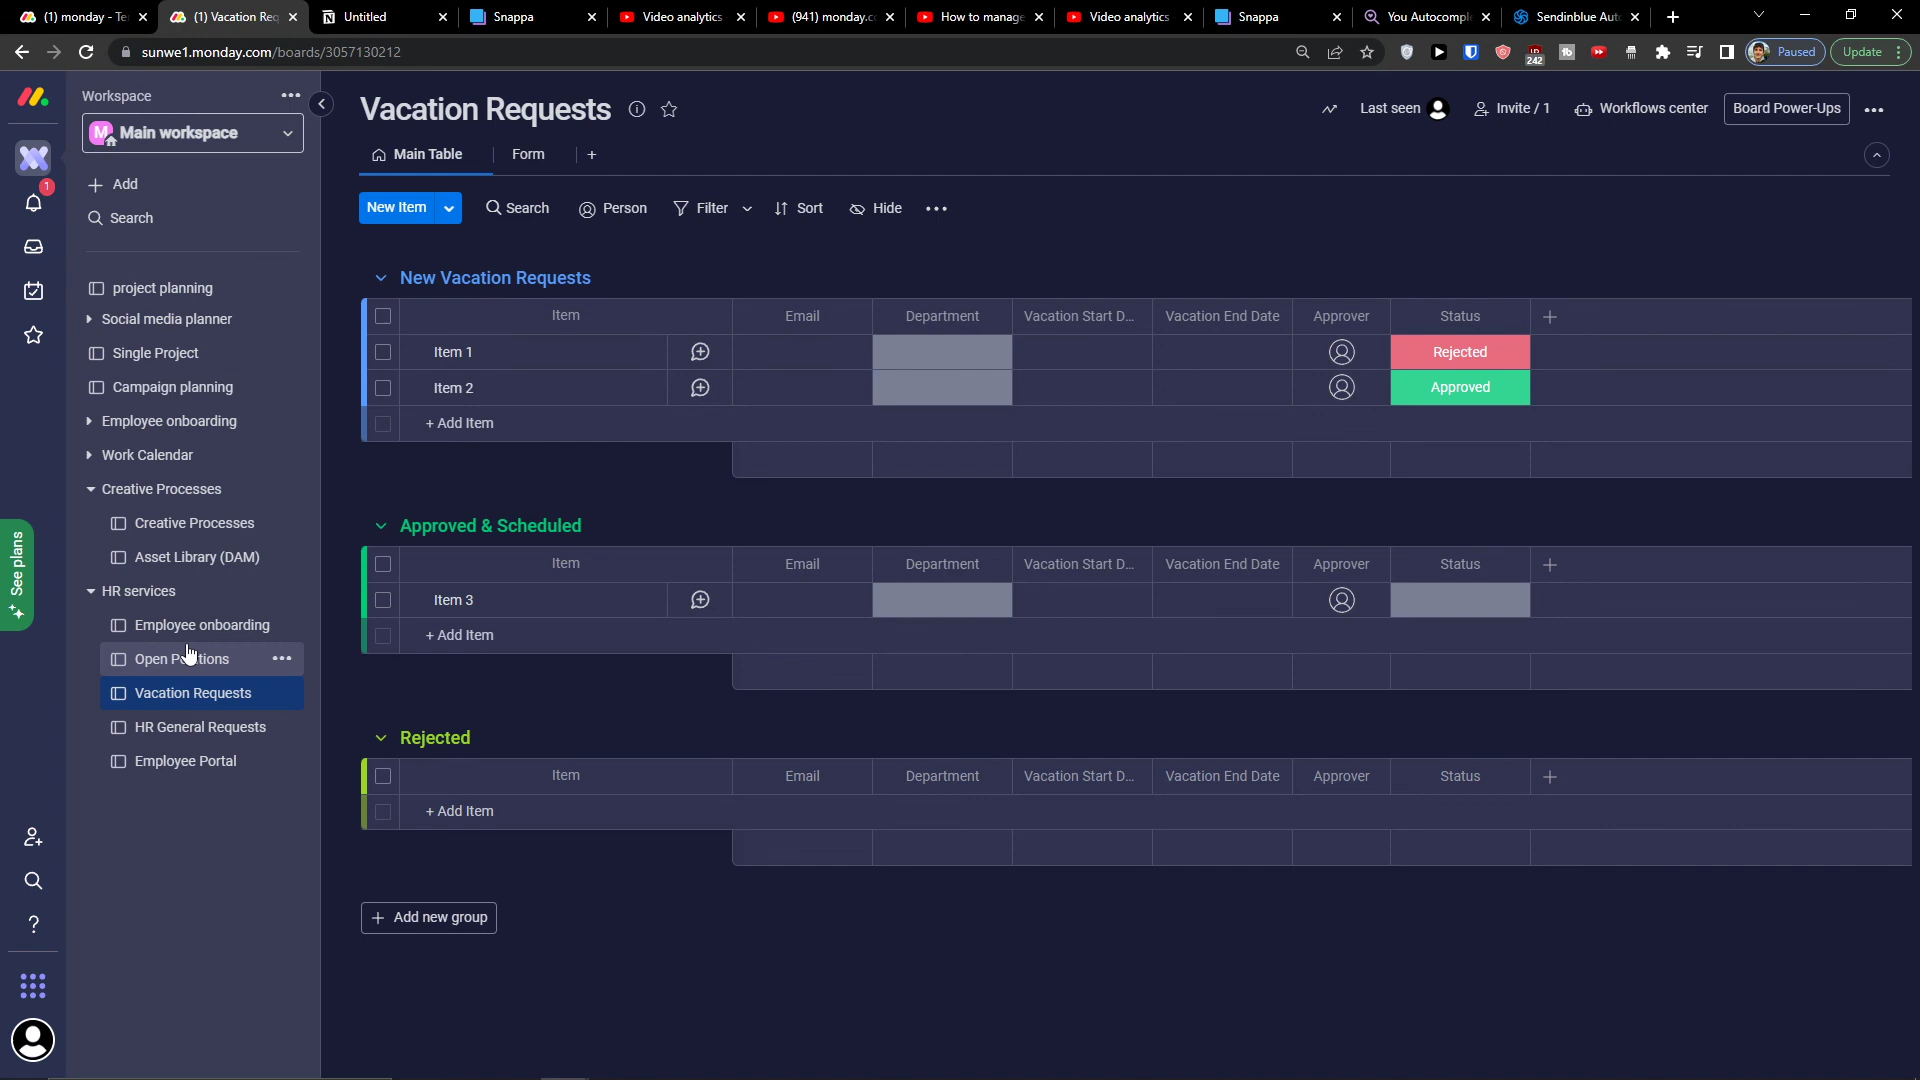 (1) monday - Te
(1) Vacation Req
Untitled
Snappa
Video analytics
(941) monday.c
How to manage
Video analytics
Snappa
You Autocompl
Sendinblue Aut
sunwe1.monday.com/boards/3057130212
242
Paused
Update
Workspace
M
Main workspace
1
Add
Search
project planning
Social media planner
Single Project
Campaign planning
Employee onboarding
Work Calendar
Creative Processes
Creative Processes
Asset Library (DAM)
HR services
Employee onboarding
Open P tions
Vacation Requests
HR General Requests
Employee Portal
See plans
Vacation Requests
Last seen
Invite / 1
Workflows center
Board Power-Ups
Main Table
Form
New Item
Search
Person
Filter
Sort
Hide
New Vacation Requests
Item Email Department Vacation Start D... Vacation End Date Approver Status
Item 1 Rejected
Item 2 Approved
+ Add Item
Approved & Scheduled
Item Email Department Vacation Start D... Vacation End Date Approver Status
Item 3
+ Add Item
Rejected
Item Email Department Vacation Start D... Vacation End Date Approver Status
+ Add Item
Add new group